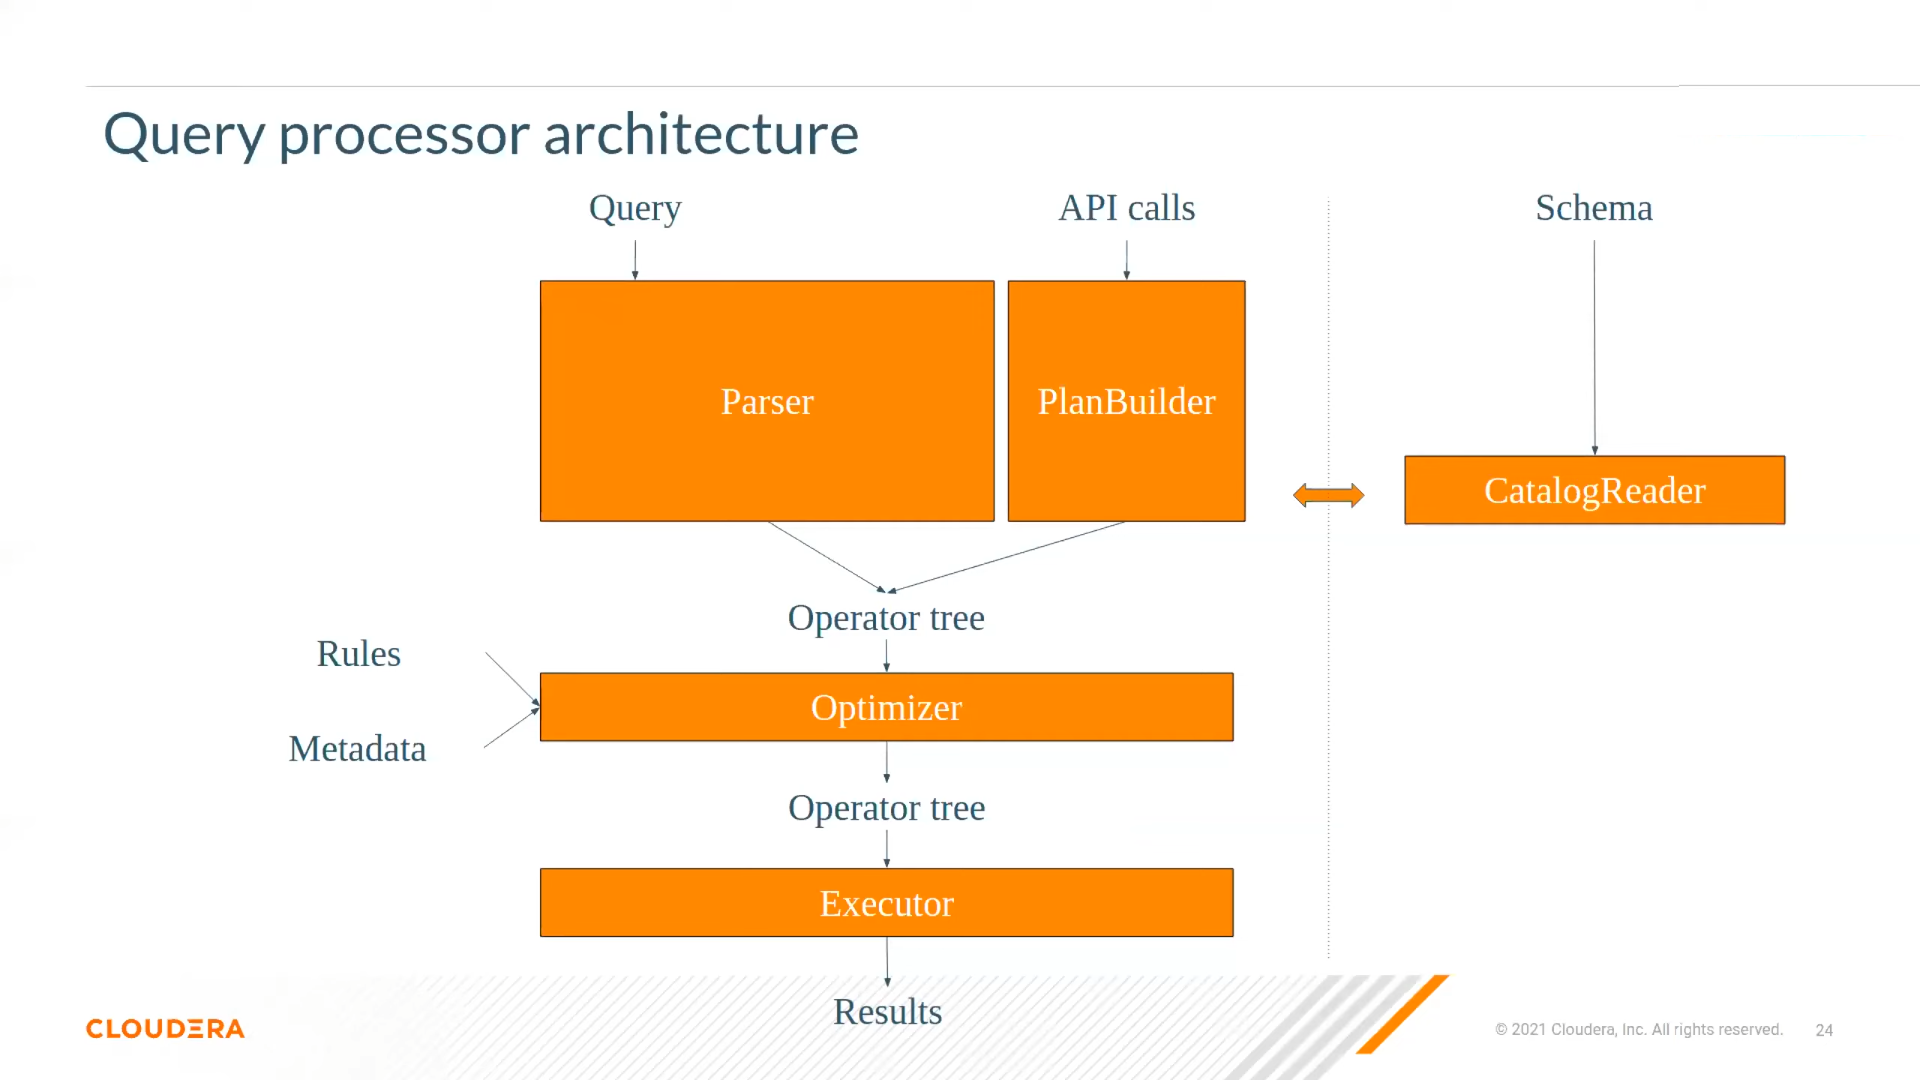 Query processor architecture
Query
API calls
Schema
Parser
PlanBuilder
CatalogReader
Operator tree
Rules
Optimizer
Metadata
Operator tree
Executor
Results
CLOUDERA
© 2021 Cloudera, Inc. All rights reserved.
24